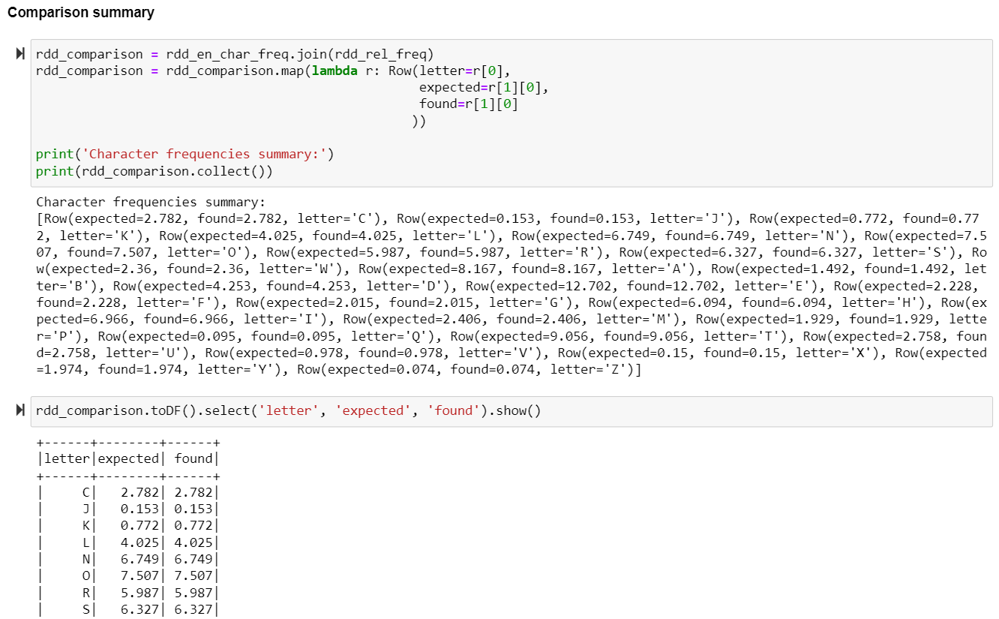 Comparison summary
rdd_comparison = rdd_en_char_freq.join(rdd_rel_freq)
rdd_comparison = rdd_comparison.map(lambda r: Row(letter=r[0],
expected=r[1][0],
found=r[1][0]
))
print('Character frequencies summary:')
print(rdd_comparison.collect())
Character frequencies summary:
[Row(expected=2.782, found=2.782, letter='C'), Row(expected=0.153, found=0.153, letter='J'), Row(expected=0.772, found=0.77
2, letter='K'), Row(expected=4.025, found=4.025, letter='L'), Row(expected=6.749, found=6.749, letter='N'), Row(expected=7.5
07, found=7.507, letter='O'), Row(expected=5.987, found=5.987, letter='R'), Row(expected=6.327, found=6.327, letter='S'), Ro
w(expected=2.36, found=2.36, letter='W'), Row(expected=8.167, found=8.167, letter='A'), Row(expected=1.492, found=1.492, let
ter='B'), Row(expected=4.253, found=4.253, letter='D'), Row(expected=12.702, found=12.702, letter='E'), Row(expected=2.228,
found=2.228, letter='F'), Row(expected=2.015, found=2.015, letter='G'), Row(expected=6.094, found=6.094, letter='H'), Row(ex
pected=6.966, found=6.966, letter='I'), Row(expected=2.406, found=2.406, letter='M'), Row(expected=1.929, found=1.929, lette
r='P'), Row(expected=0.095, found=0.095, letter='Q'), Row(expected=9.056, found=9.056, letter='T'), Row(expected=2.758, foun
d=2.758, letter='U'), Row(expected=0.978, found=0.978, letter='V'), Row(expected=0.15, found=0.15, letter='X'), Row(expected
=1.974, found=1.974, letter='Y'), Row(expected=0.074, found=0.074, letter='Z')]
rdd_comparison.toDF().select('letter', 'expected', 'found').show()
+------+--------+------+
|letter|expected| found|
+------+--------+------+
|     C|   2.782| 2.782|
|     J|   0.153| 0.153|
|     K|   0.772| 0.772|
|     L|   4.025| 4.025|
|     N|   6.749| 6.749|
|     O|   7.507| 7.507|
|     R|   5.987| 5.987|
|     S|   6.327| 6.327|